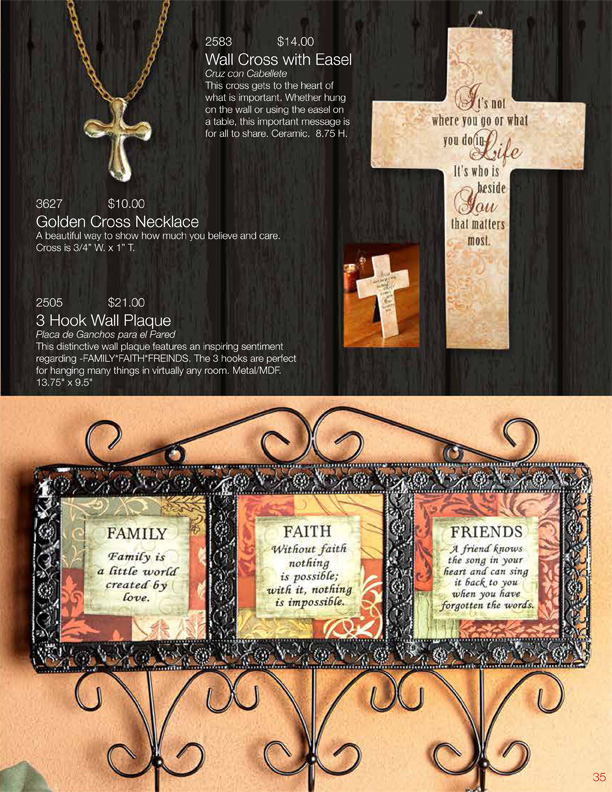 2583 $14.00
Wall Cross with Easel
Cruz con Cabellete
This cross gets to the heart of
what is important. Whether hung
on the wall or using the easel on
a table, this important message is
for all to share. Ceramic. 8.75 H.
It's not
where you go or what
you do in Life
It's who is
beside
You
that matters
most.
3627 $10.00
Golden Cross Necklace
A beautiful way to show how much you believe and care.
Cross is 3/4" W. x 1" T.
2505 $21.00
3 Hook Wall Plaque
Placa de Ganchos para el Pared
This distinctive wall plaque features an inspiring sentiment
regarding -FAMILY*FAITH*FREINDS. The 3 hooks are perfect
for hanging many things in virtually any room. Metal/MDF.
13.75" x 9.5"
FAMILY
Family is
a little world
created by
love.
FAITH
Without faith
nothing
is possible;
with it, nothing
is impossible.
FRIENDS
A friend knows
the song in your
heart and can sing
it back to you
when you have
forgotten the words.
35